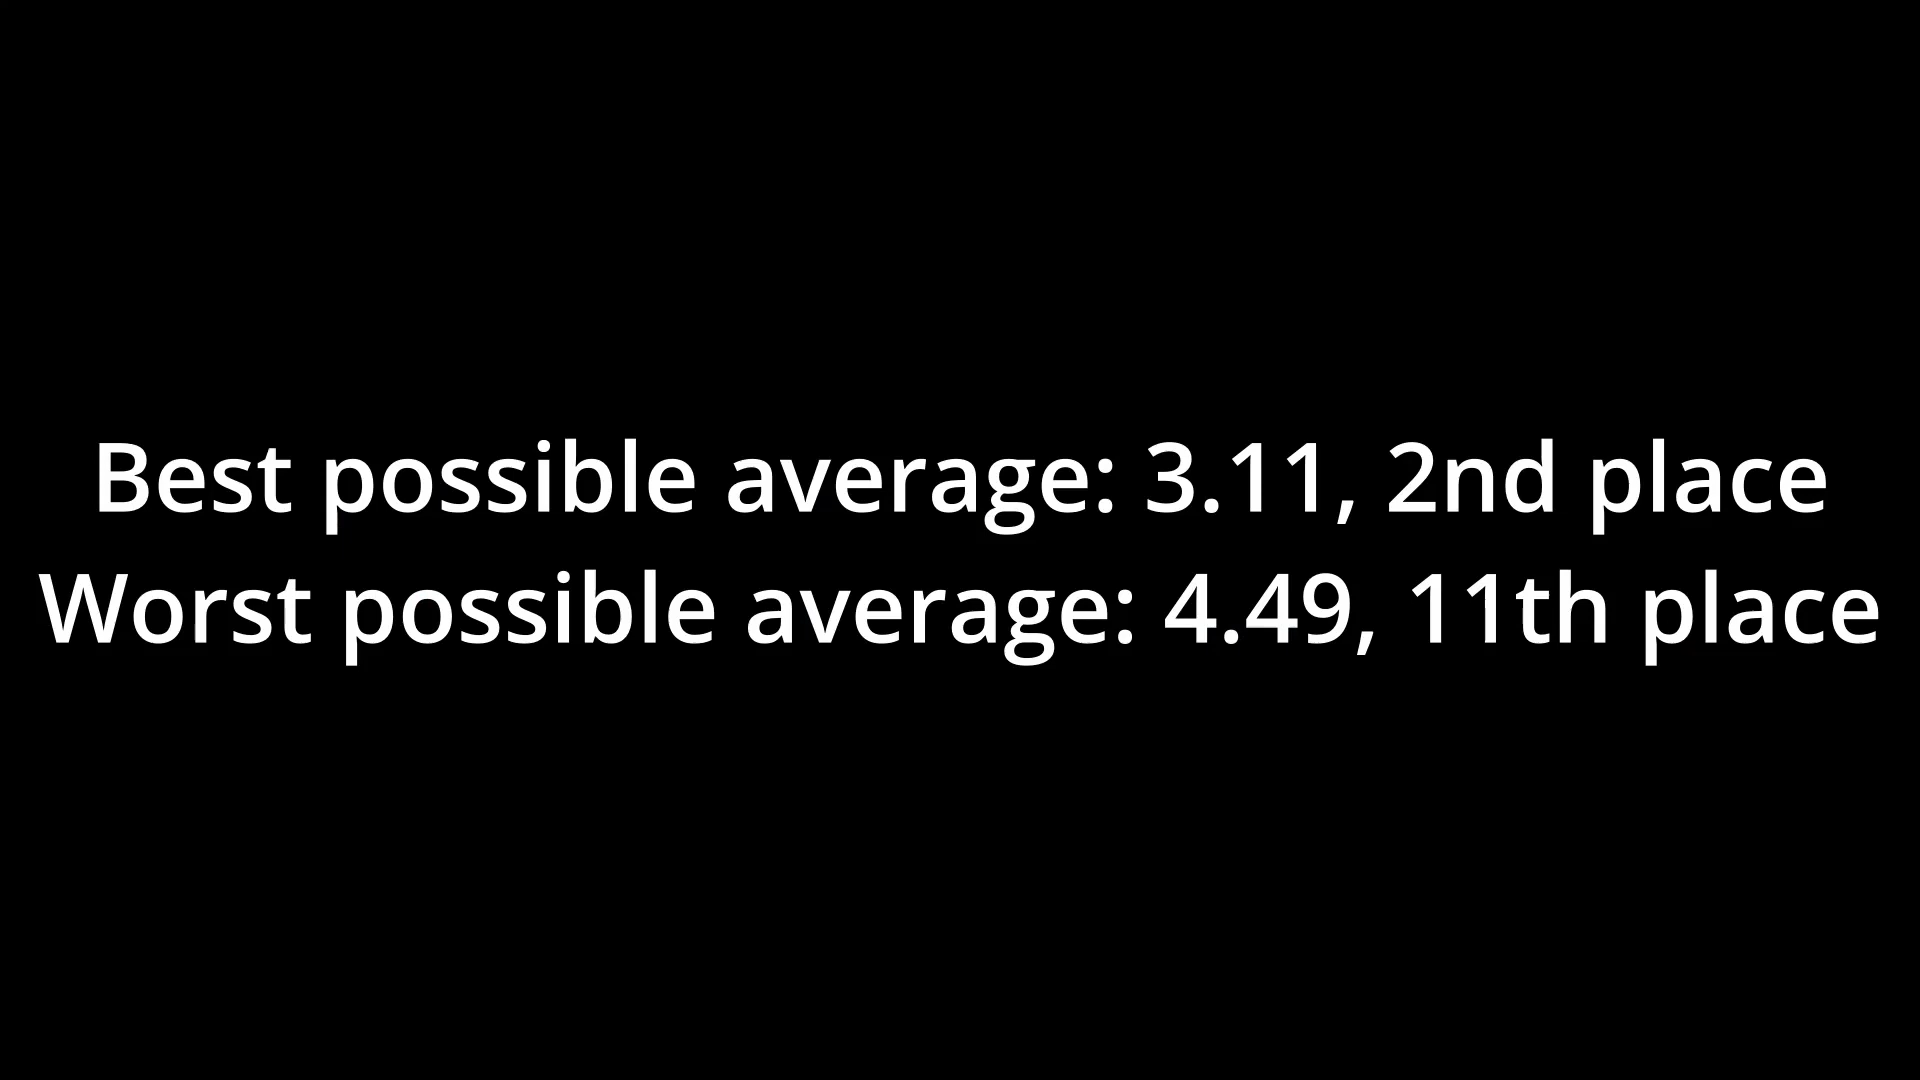 Best possible average: 3.11, 2nd place
Worst possible average: 4.49, 11th place